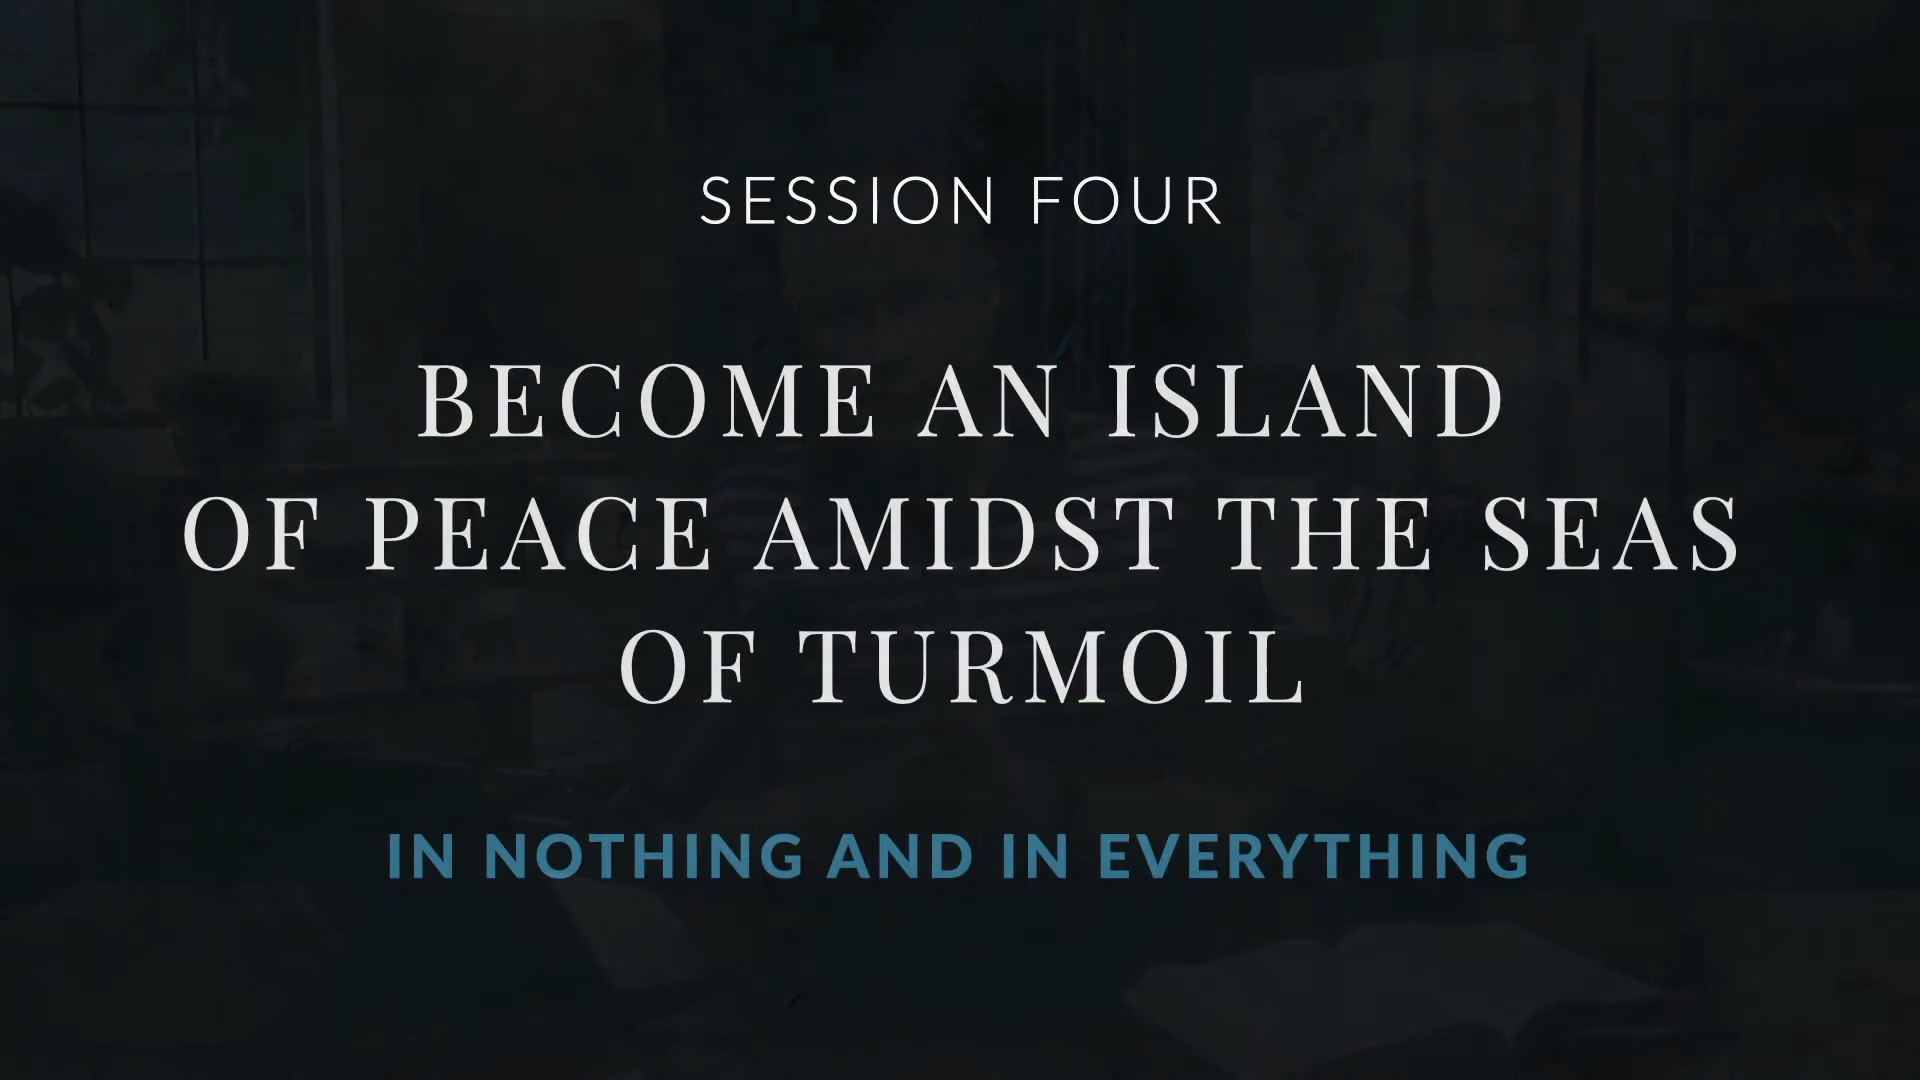 SESSION FOUR
BECOME AN ISLAND
OF PEACE AMIDST THE SEAS
OF TURMOIL
IN NOTHING AND IN EVERYTHING